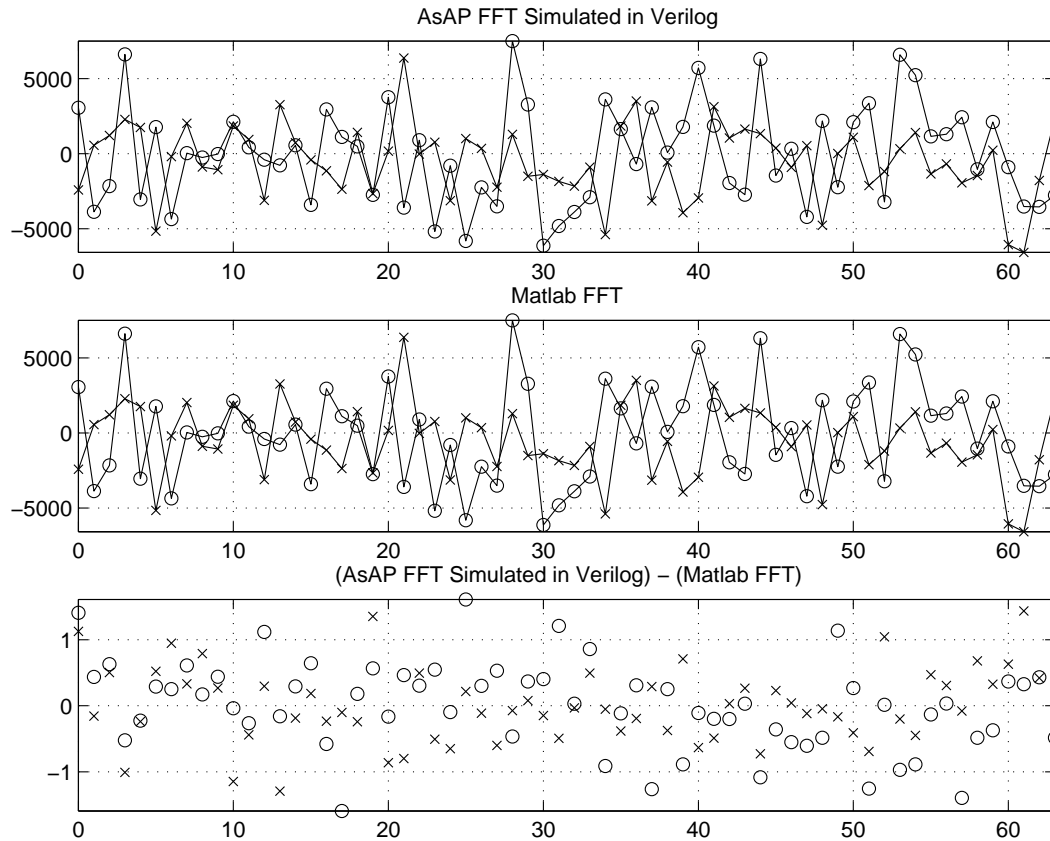 AsAP FFT Simulated in Verilog
5000
0
−5000
0 10 20 30 40 50 60
Matlab FFT
5000
0
−5000
0 10 20 30 40 50 60
(AsAP FFT Simulated in Verilog) − (Matlab FFT)
1
0
−1
0 10 20 30 40 50 60